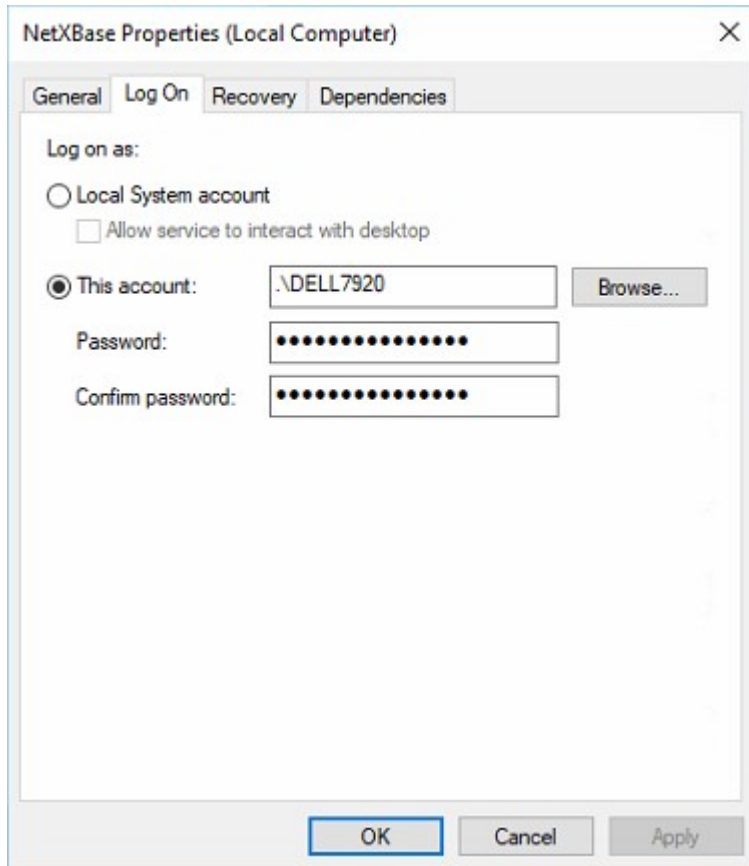 NetXBase Properties (Local Computer)
General Log On Recovery Dependencies
Log on as:
Local System account
Allow service to interact with desktop
This account: .\DELL7920 Browse...
Password: •••••••••••••••
Confirm password: •••••••••••••••
OK Cancel Apply